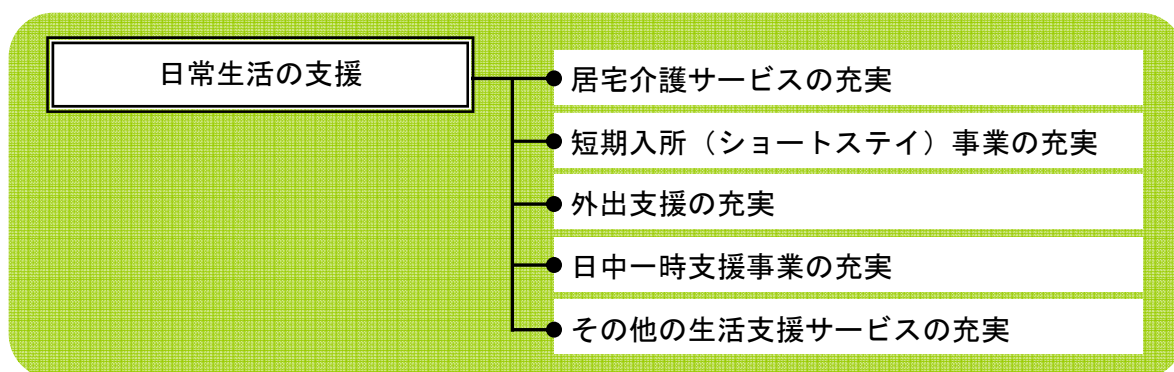 日常生活の支援
居宅介護サービスの充実
短期入所（ショートステイ）事業の充実
外出支援の充実
日中一時支援事業の充実
その他の生活支援サービスの充実